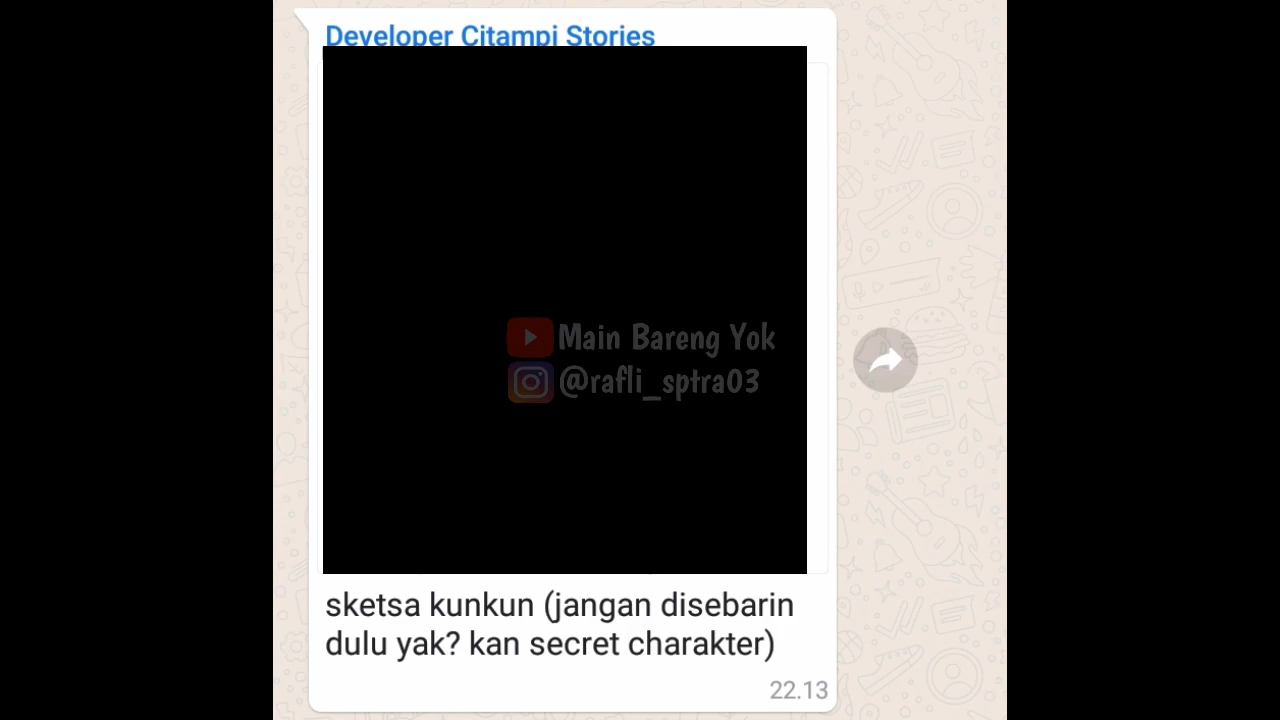 Developer Citampi Stories
Main Bareng Yok
@rafli_sptra03
sketsa kunkun (jangan disebarin
dulu yak? kan secret charakter)
22.13